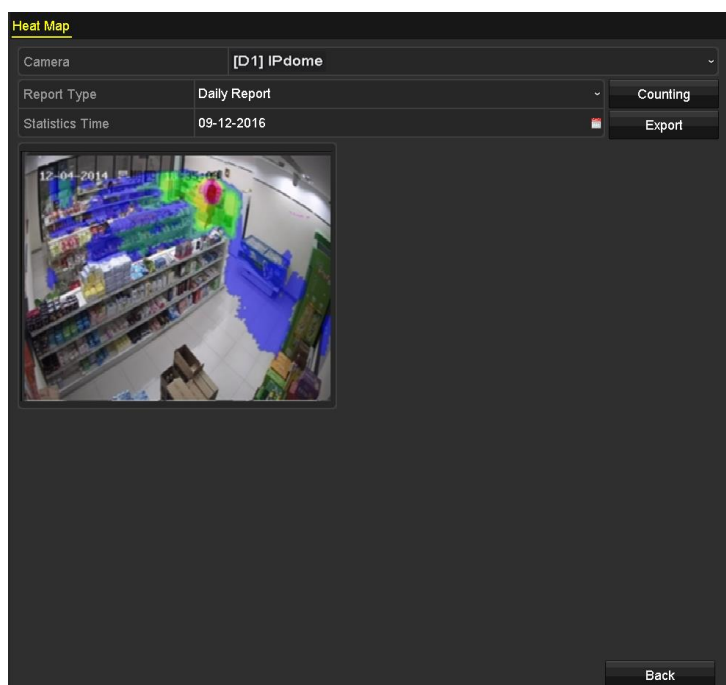 Heat Map
Camera [D1] IPdome
Report Type Daily Report Counting
Statistics Time 09-12-2016 Export
12-04-2014
Back